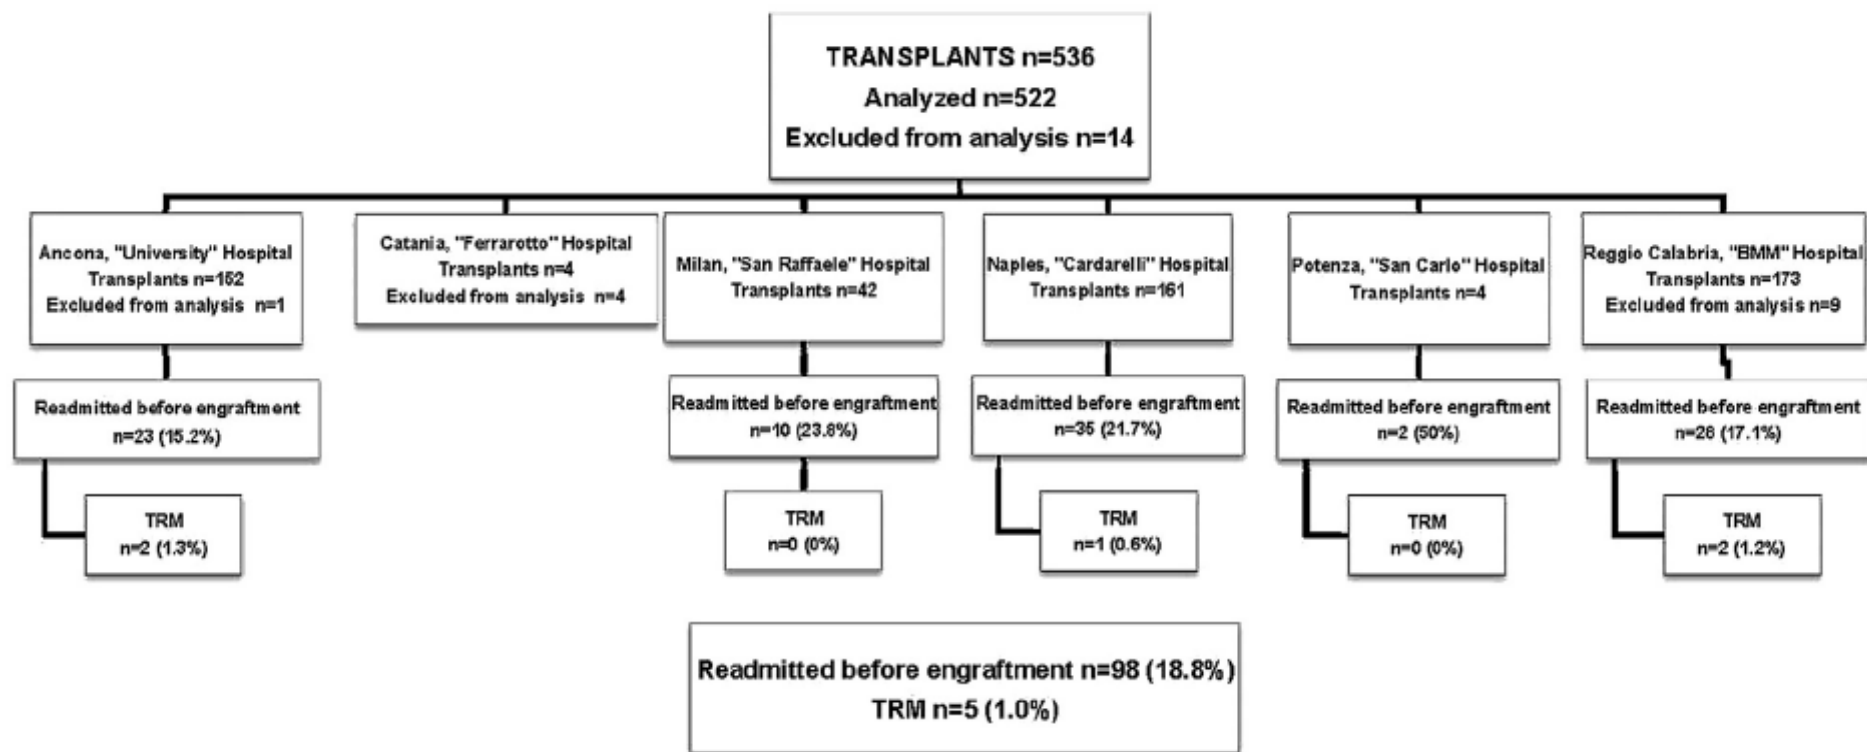 TRANSPLANTS n=536
Analyzed n=522
Excluded from analysis n=14
Ancona, "University" Hospital
Transplants n=152
Excluded from analysis n=1
Catania, "Ferrarotto" Hospital
Transplants n=4
Excluded from analysis n=4
Milan, "San Raffaele" Hospital
Transplants n=42
Naples, "Cardarelli" Hospital
Transplants n=161
Potenza, "San Carlo" Hospital
Transplants n=4
Reggio Calabria, "BMM" Hospital
Transplants n=173
Excluded from analysis n=9
Readmitted before engraftment
n=23 (15.2%)
Readmitted before engraftment
n=10 (23.8%)
Readmitted before engraftment
n=35 (21.7%)
Readmitted before engraftment
n=2 (50%)
Readmitted before engraftment
n=28 (17.1%)
TRM
n=2 (1.3%)
TRM
n=0 (0%)
TRM
n=1 (0.6%)
TRM
n=0 (0%)
TRM
n=2 (1.2%)
Readmitted before engraftment n=98 (18.8%)
TRM n=5 (1.0%)